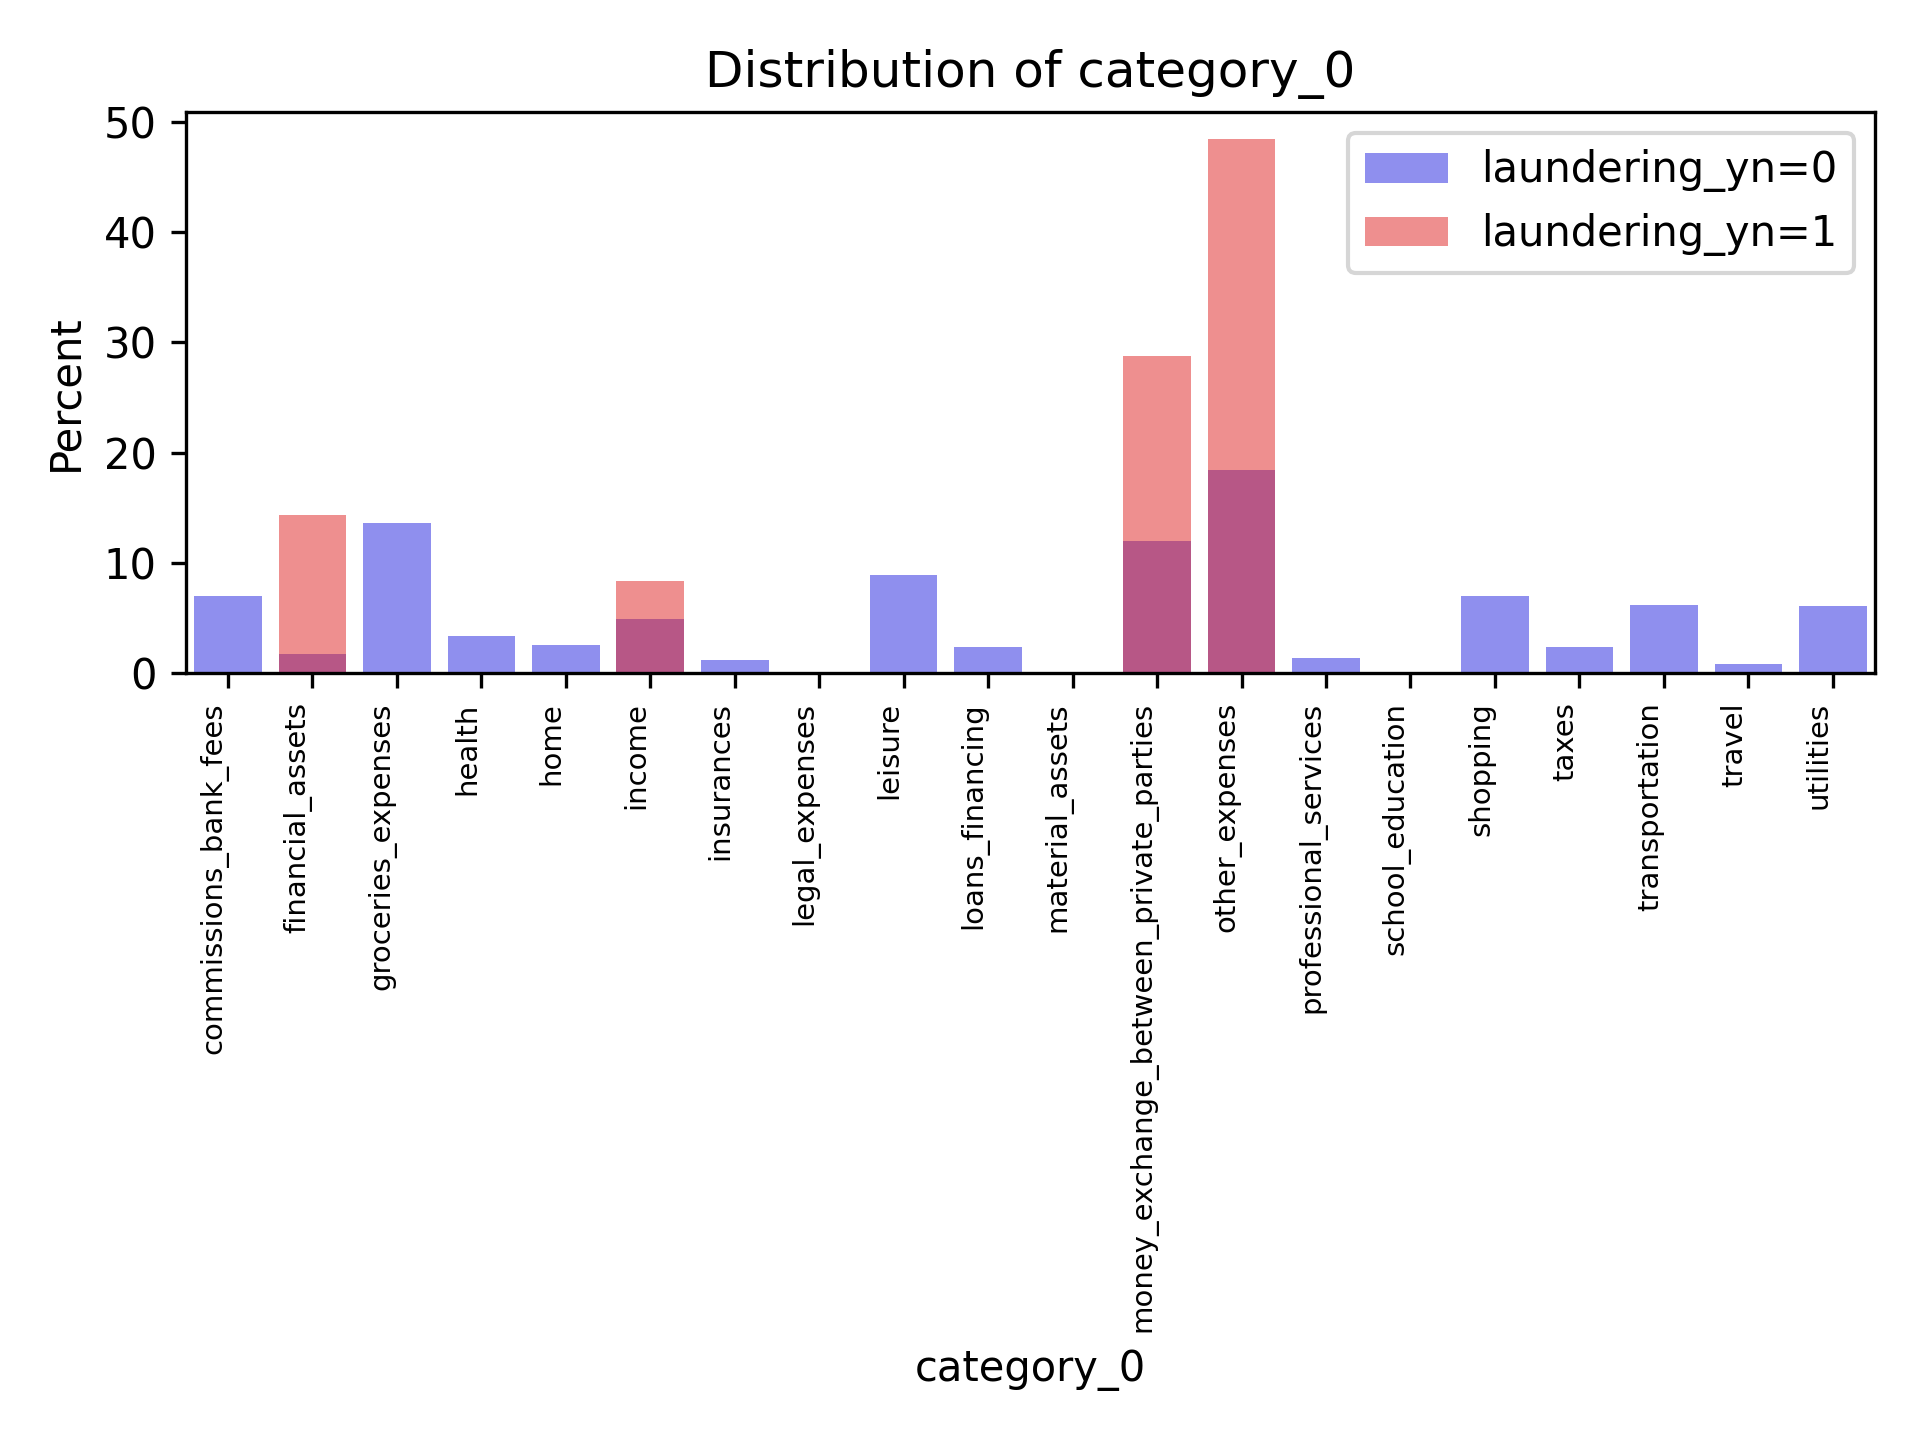 Distribution of category_0
50
40
30
20
10
0
Percent
laundering_yn=0
laundering_yn=1
commissions_bank_fees
financial_assets
groceries_expenses
health
home
income
insurances
legal_expenses
leisure
loans_financing
material_assets
money_exchange_between_private_parties
other_expenses
professional_services
school_education
shopping
taxes
transportation
travel
utilities
category_0